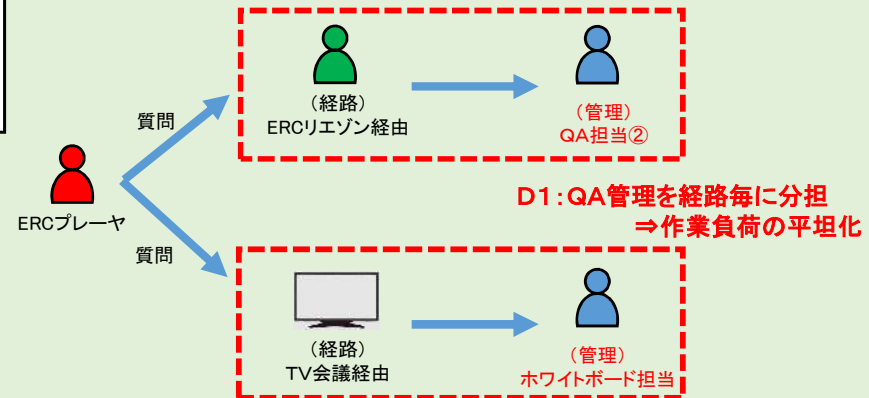 (経路)
ERCリエゾン経由
(管理)
QA担当②
質問
ERCプレーヤ
D1:QA管理を経路毎に分担
⇒作業負荷の平坦化
質問
(経路)
TV会議経由
(管理)
ホワイトボード担当